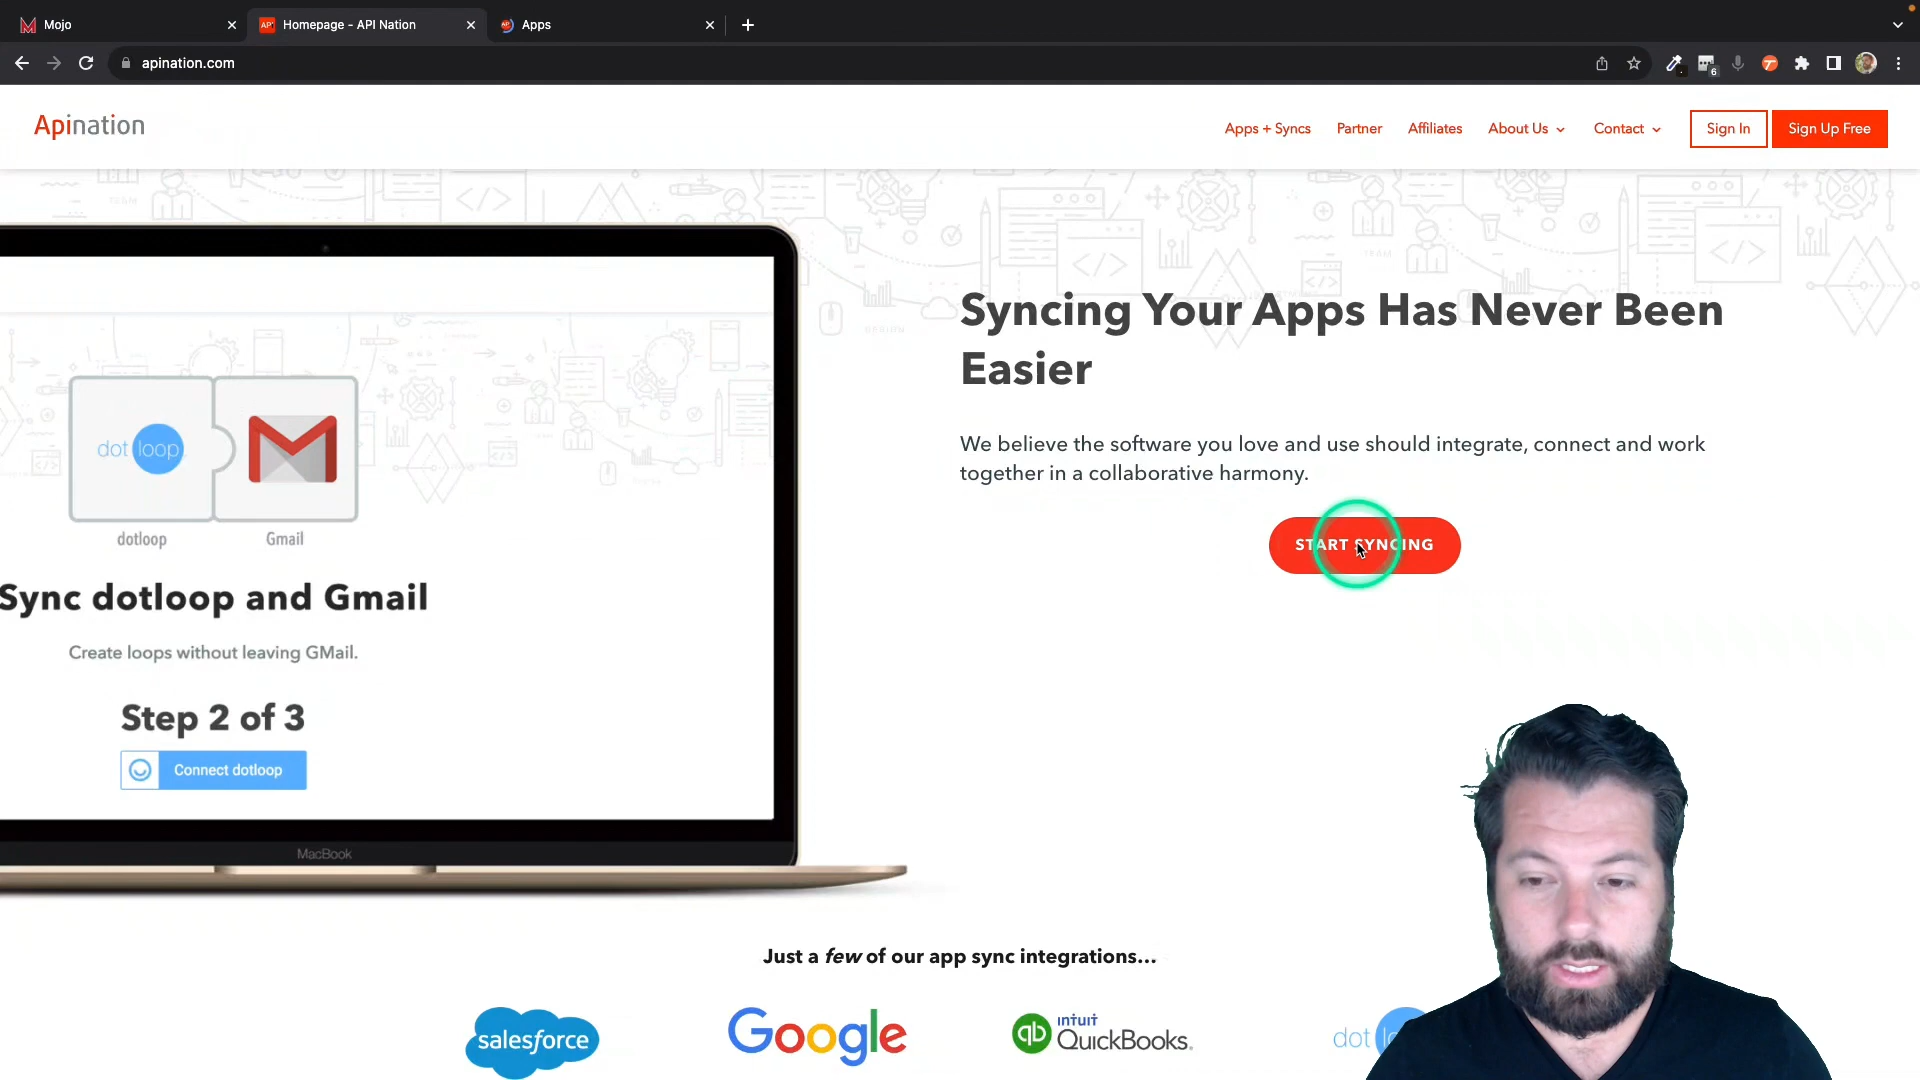 Mojo
Homepage - API Nation
Apps
apination.com
6
Apination
Apps + Syncs
Partner
Affiliates
About Us
Contact
Sign In
Sign Up Free
Syncing Your Apps Has Never Been
Easier
We believe the software you love and use should integrate, connect and work
together in a collaborative harmony.
START SYNCING
dotloop
dotloop
Gmail
Sync dotloop and Gmail
Create loops without leaving GMail.
Step 2 of 3
Connect dotloop
MacBook
Just a few of our app sync integrations...
salesforce
Google
qb intuit QuickBooks.
dot